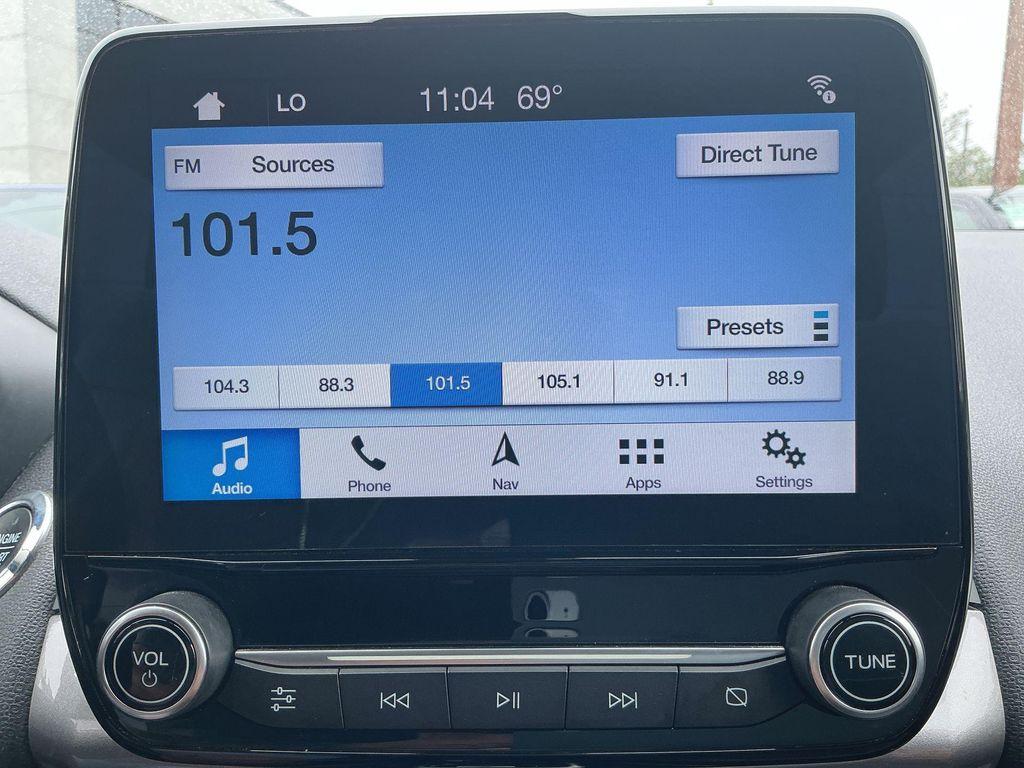 LO 11:04 69°
FM Sources
Direct Tune
101.5
Presets
104.3 88.3 101.5 105.1 91.1 88.9
Audio Phone Nav Apps Settings
VOL
TUNE